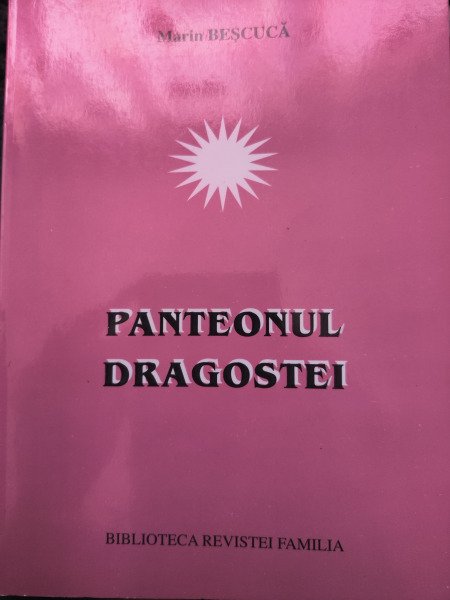 Marin BEȘCUCĂ
PANTEONUL
DRAGOSTEI
BIBLIOTECA REVISTEI FAMILIA